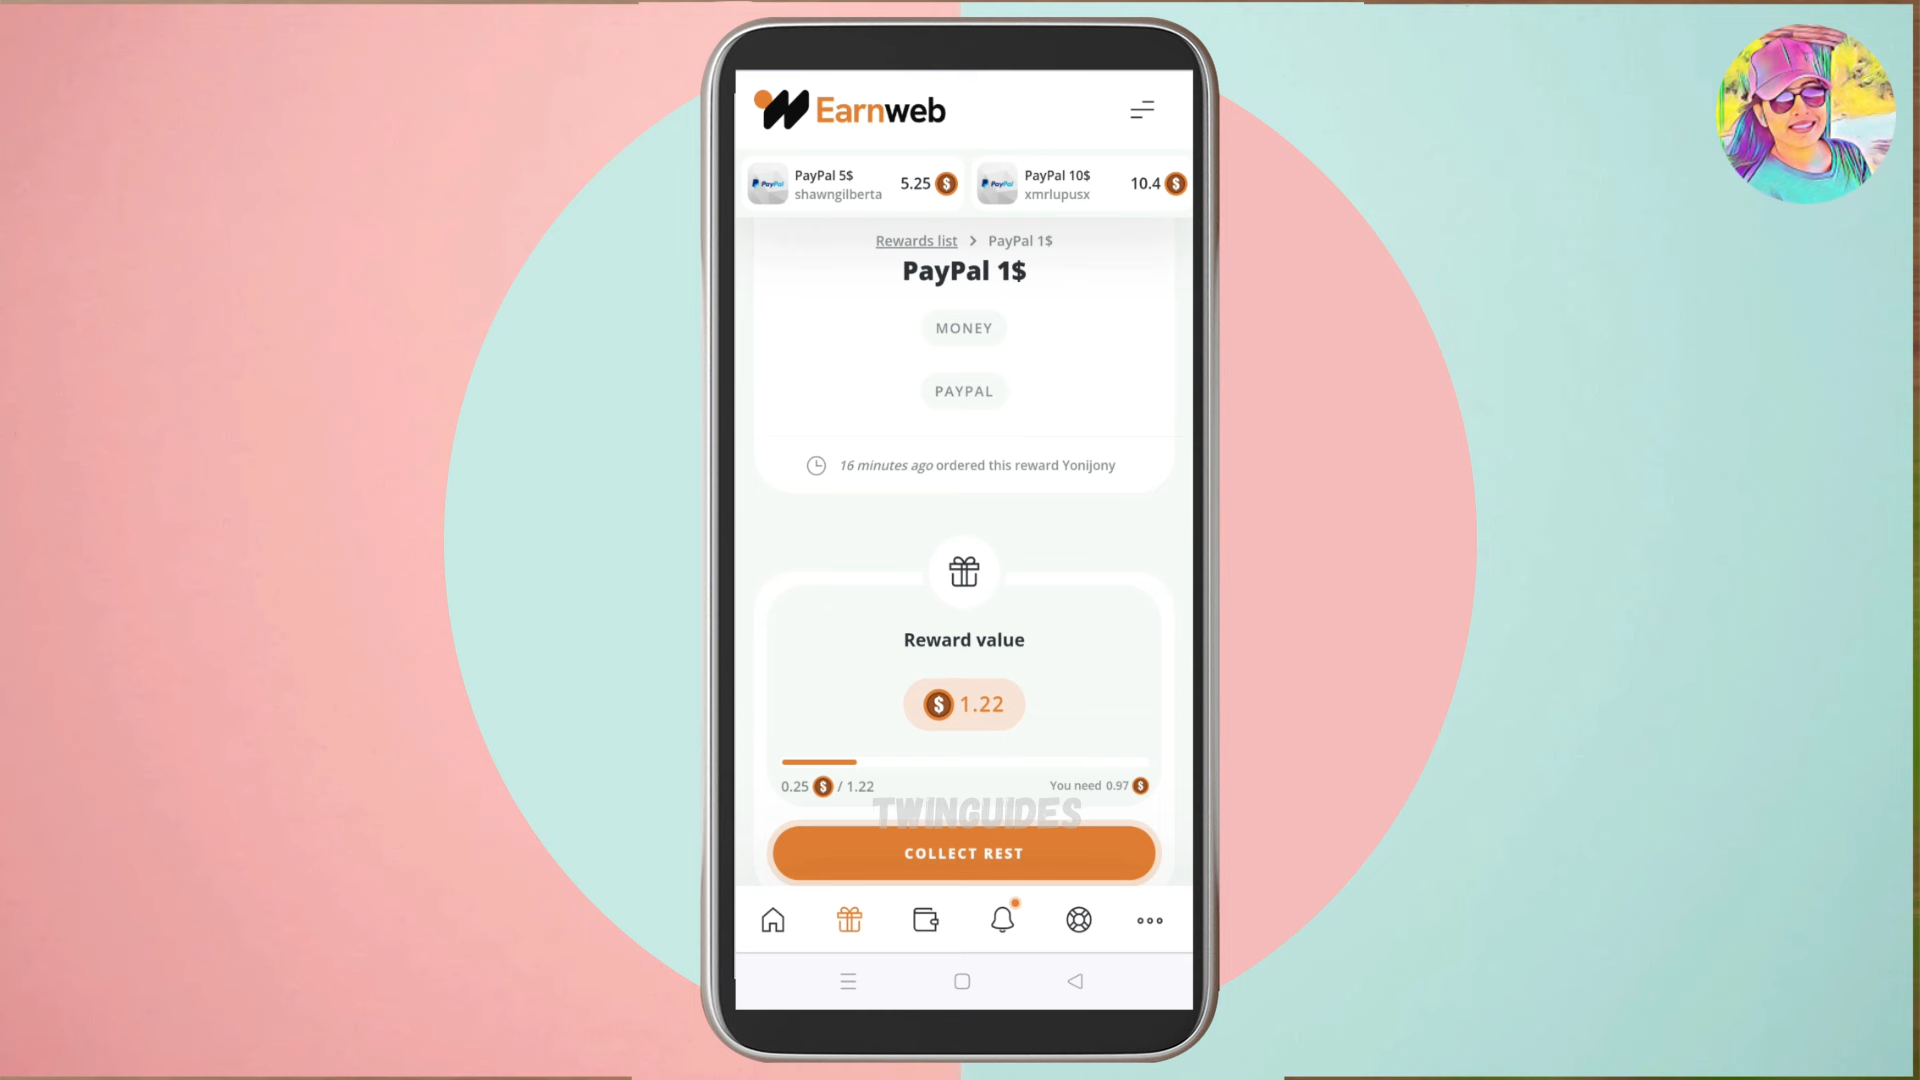 Earnweb
PayPal 5$
shawngilberta
5.25
PayPal 10$
xmrlupusx
10.4
Rewards list > PayPal 1$
PayPal 1$
MONEY
PAYPAL
16 minutes ago ordered this reward Yonijony
Reward value
1.22
0.25 / 1.22
You need 0.97
TWINGUIDES
COLLECT REST